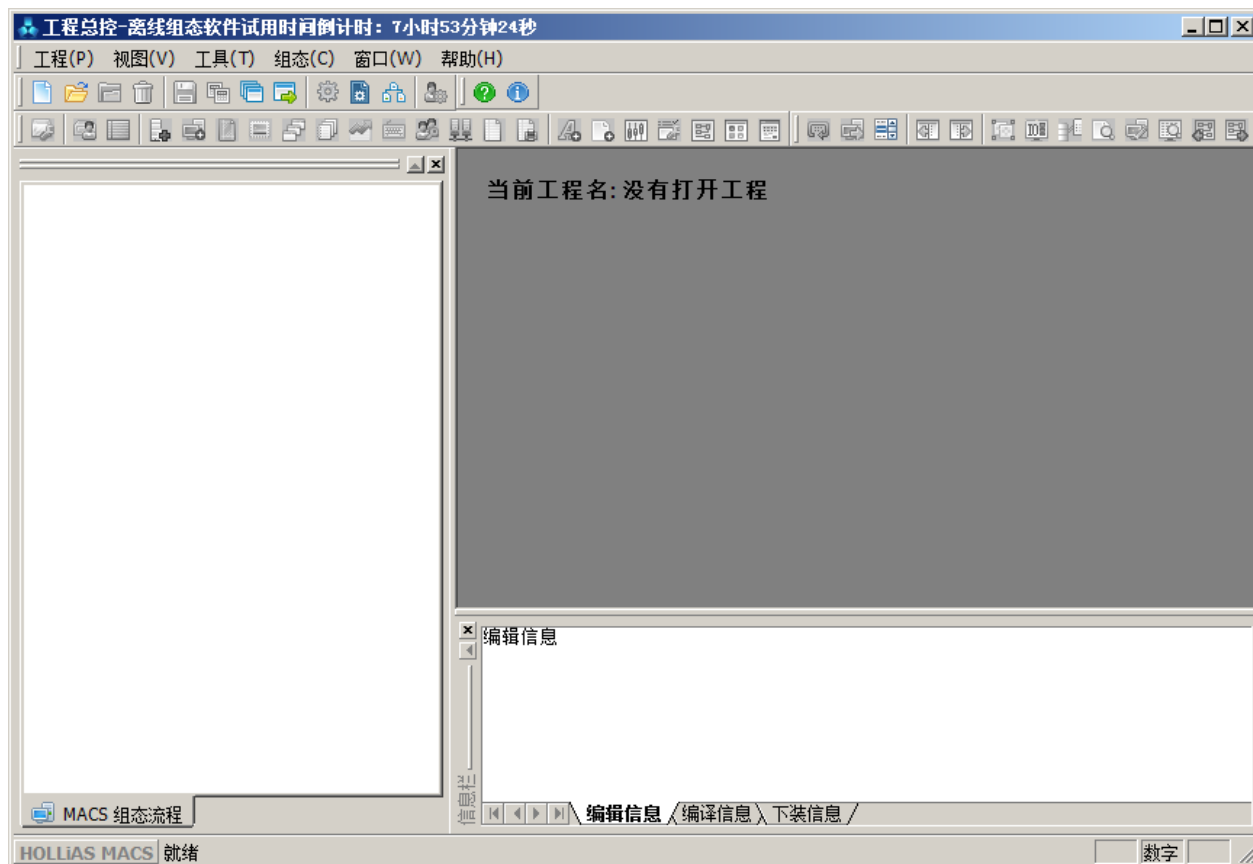 工程总控-离线组态软件试用时间倒计时：7小时53分钟24秒
工程(P) 视图(V) 工具(T) 组态(C) 窗口(W) 帮助(H)
当前工程名: 没有打开工程
编辑信息
信息栏
MACS 组态流程
编辑信息 编译信息 下装信息
HOLLiAS MACS 就绪 数字